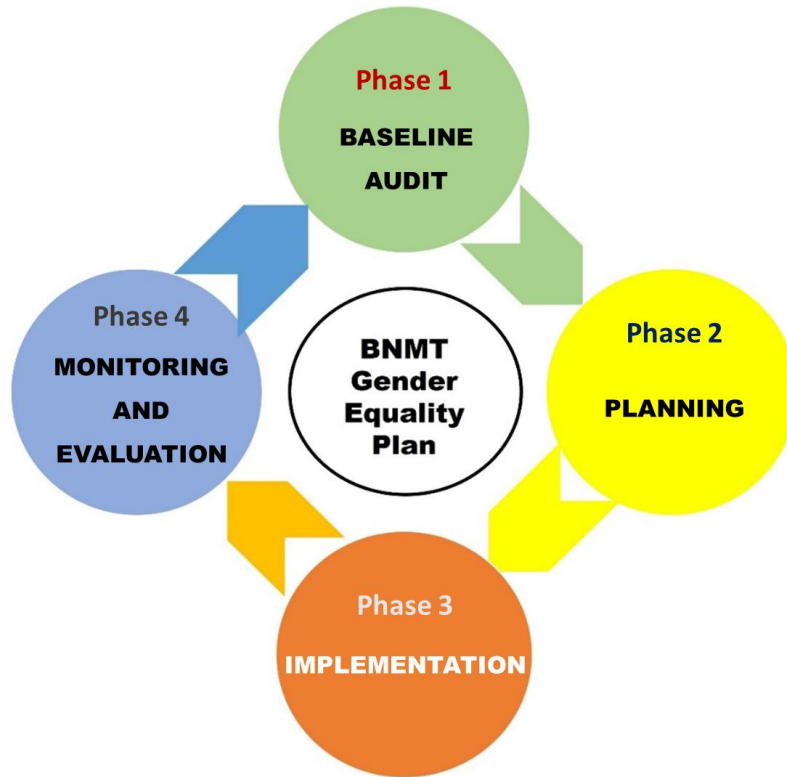 Phase 1
BASELINE
AUDIT
Phase 2
PLANNING
Phase 3
IMPLEMENTATION
Phase 4
MONITORING
AND
EVALUATION
BNMT
Gender
Equality
Plan